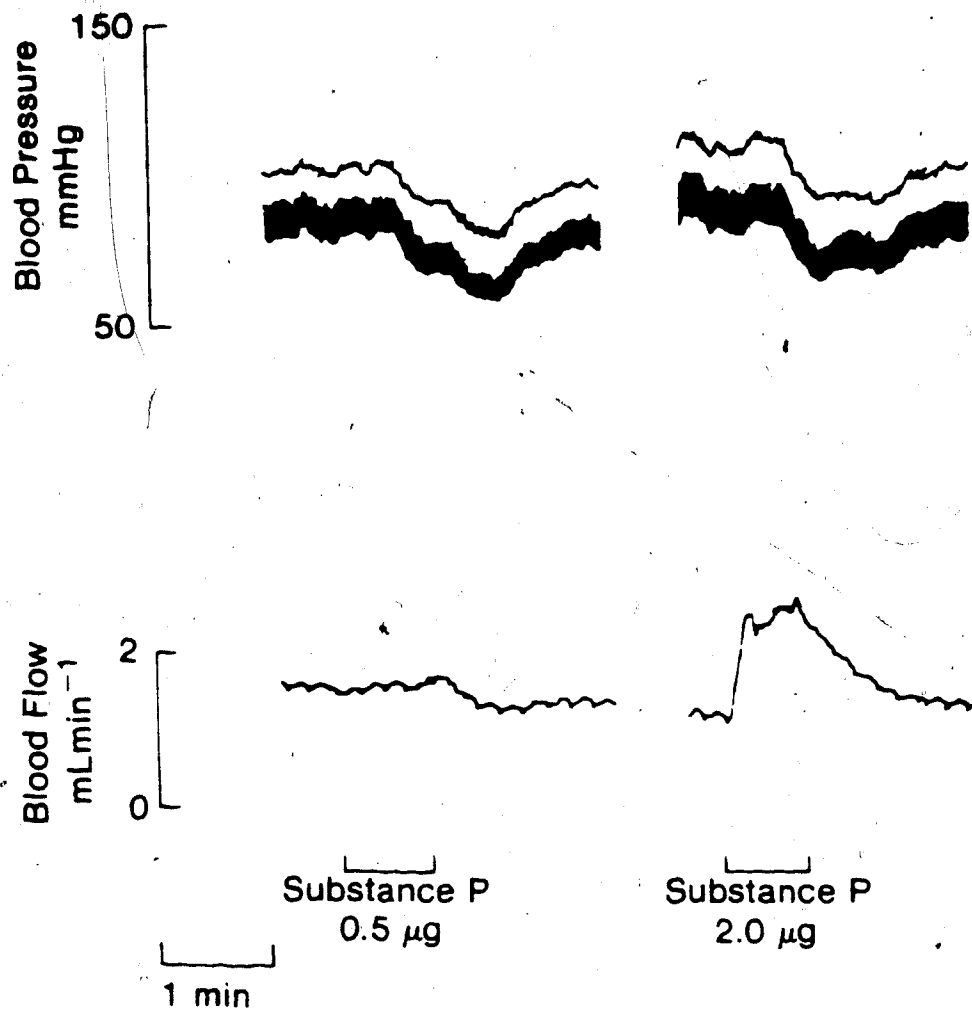 150
Blood Pressure
mmHg
50
2
Blood Flow
mLmin⁻¹
0
Substance P
0.5 μg
Substance P
2.0 μg
1 min